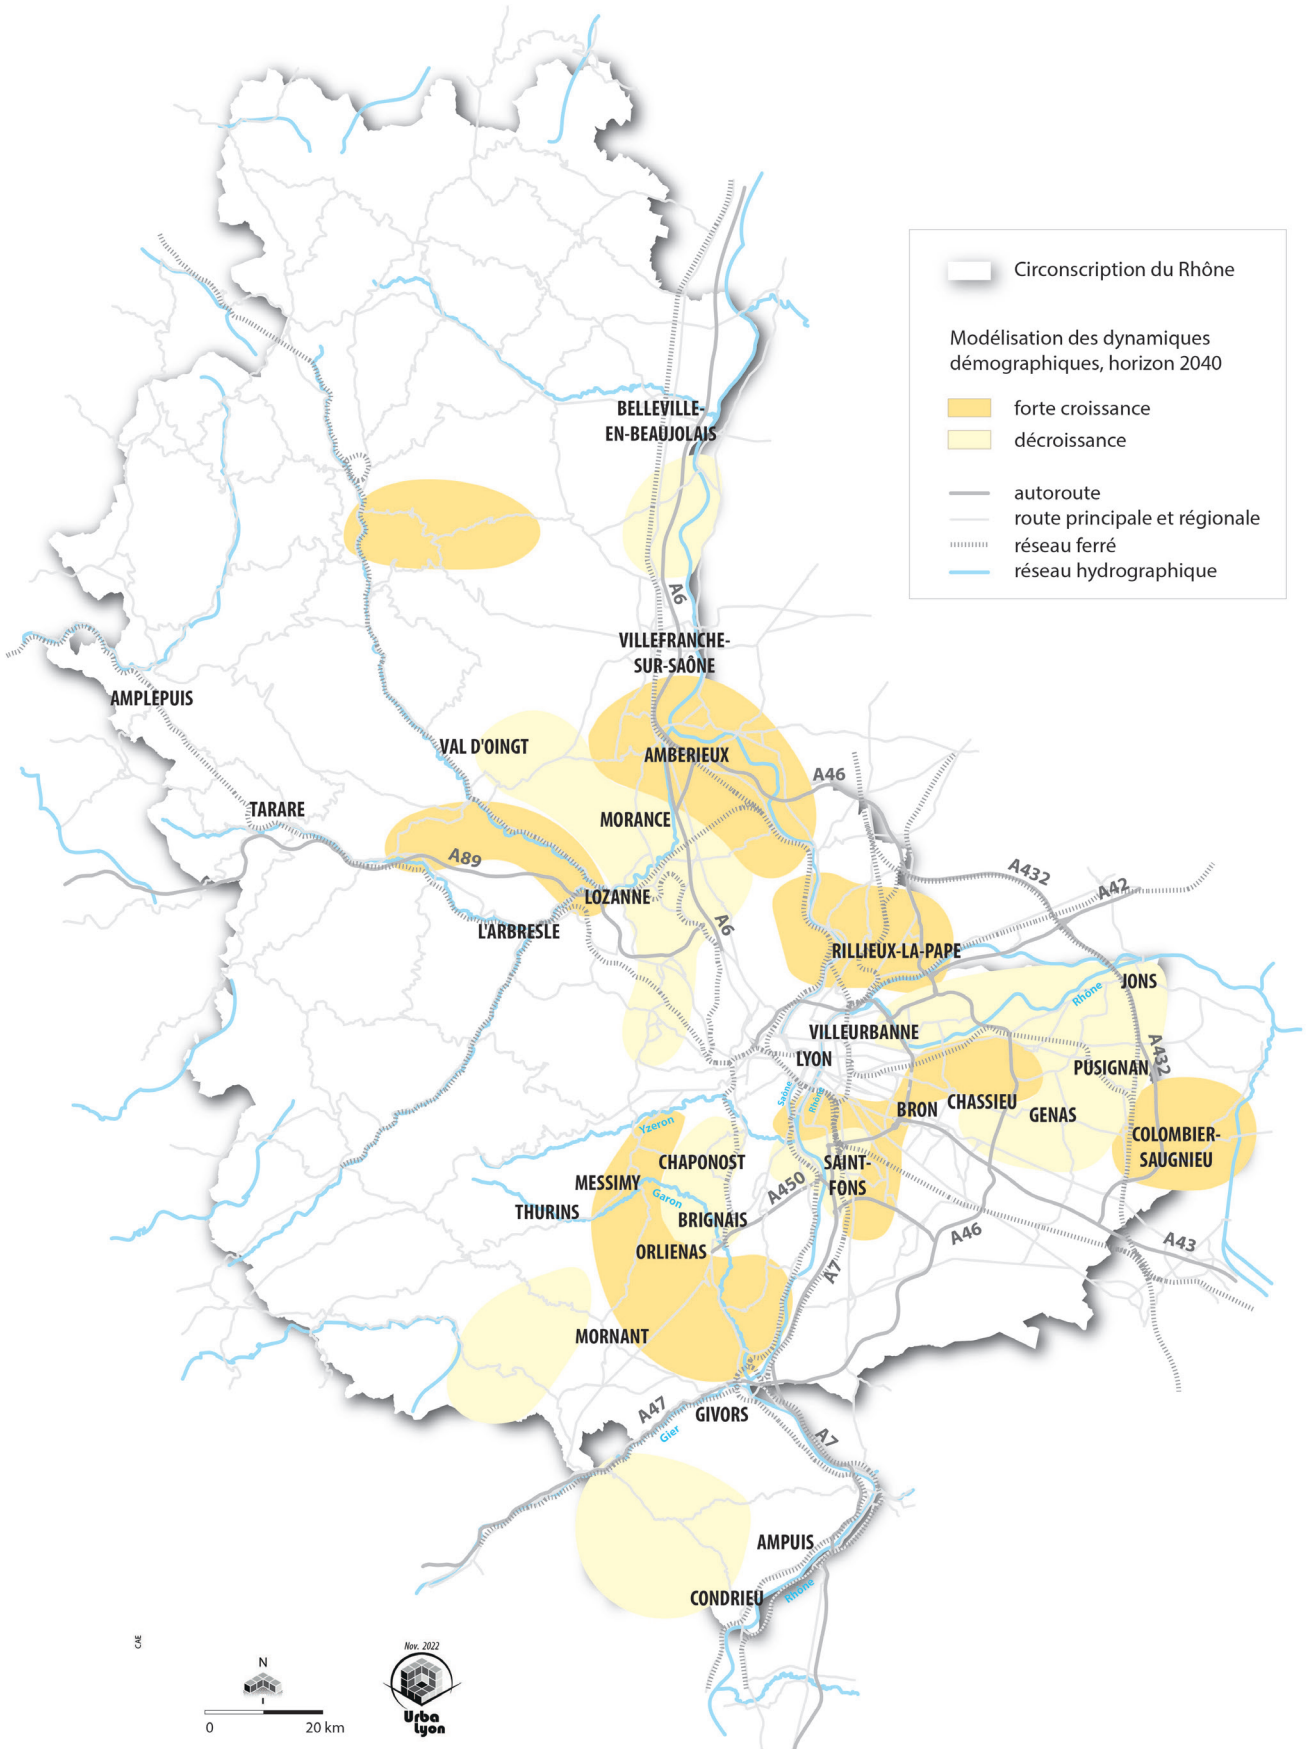 Circonscription du Rhône
Modélisation des dynamiques
démographiques, horizon 2040
forte croissance
décroissance
autoroute
route principale et régionale
réseau ferré
réseau hydrographique
BELLEVILLE-
EN-BEAUJOLAIS
A6
VILLEFRANCHE-
SUR-SAÔNE
AMPLEPUIS
VAL D'OINGT
AMBERIEUX
A46
TARARE
MORANCE
A89
A432
A42
LOZANNE
L'ARBRESLE
A6
RILLIEUX-LA-PAPE
JONS
Rhône
VILLEURBANNE
LYON
A432
PUSIGNAN
Saône
Rhône
BRON
CHASSIEU
GENAS
Yzeron
COLOMBIER-
SAUGNIEU
CHAPONOST
SAINT-
FONS
MESSIMY
A450
Garon
THURINS
BRIGNAIS
ORLIENAS
A46
A43
A7
MORNANT
A47
GIVORS
Gier
A7
AMPUIS
CONDRIEU
Rhône
CAE
N
0
20 km
Nov. 2022
Urba
Lyon